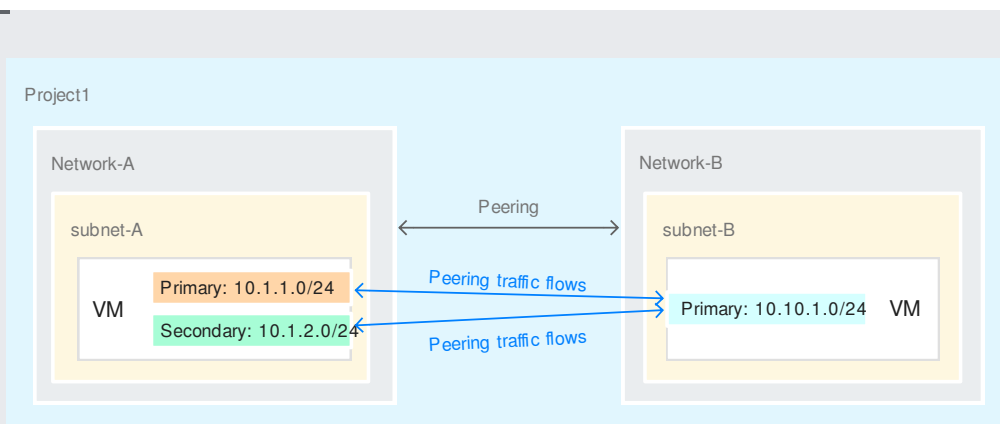 Project1
Network-A
Network-B
Peering
subnet-A
subnet-B
Peering traffic flows
Primary: 10.1.1.0/24
VM
Primary: 10.10.1.0/24
VM
Secondary: 10.1.2.0/24
Peering traffic flows